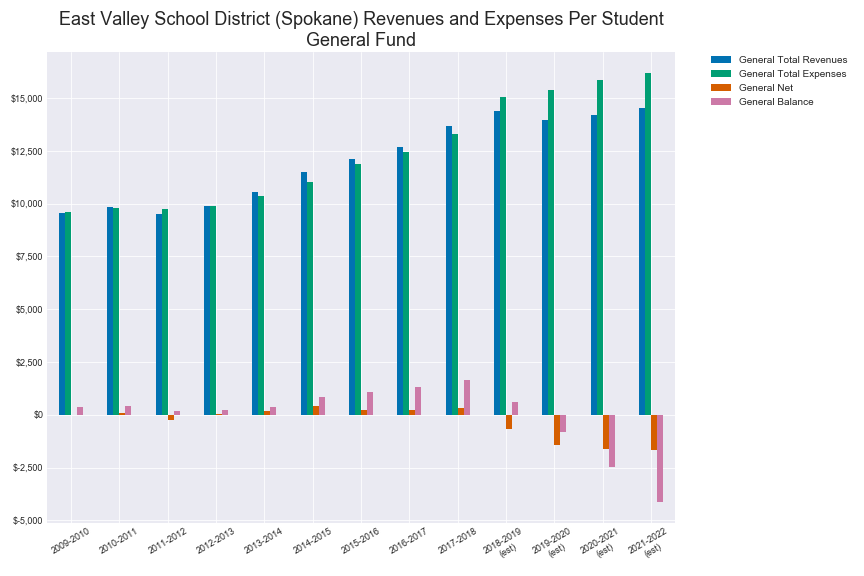 East Valley School District (Spokane) Revenues and Expenses Per Student
General Fund
General Total Revenues
General Total Expenses
General Net
General Balance
$15,000
$12,500
$10,000
$7,500
$5,000
$2,500
$0
$-2,500
$-5,000
2009-2010
2010-2011
2011-2012
2012-2013
2013-2014
2014-2015
2015-2016
2016-2017
2017-2018
2018-2019
(est)
2019-2020
(est)
2020-2021
(est)
2021-2022
(est)